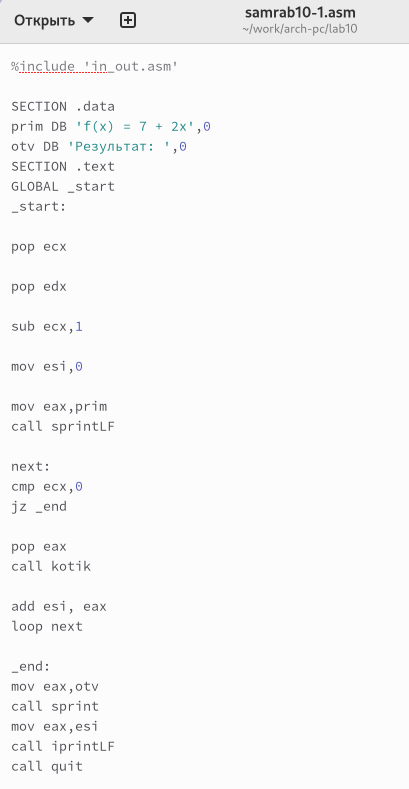 Открыть
samrab10-1.asm
~/work/arch-pc/lab10
%include 'in_out.asm'
SECTION .data
prim DB 'f(x) = 7 + 2x',0
otv DB 'Результат: ',0
SECTION .text
GLOBAL _start
_start:
pop ecx
pop edx
sub ecx,1
mov esi,0
mov eax,prim
call sprintLF
next:
cmp ecx,0
jz _end
pop eax
call kotik
add esi, eax
loop next
_end:
mov eax,otv
call sprint
mov eax,esi
call iprintLF
call quit